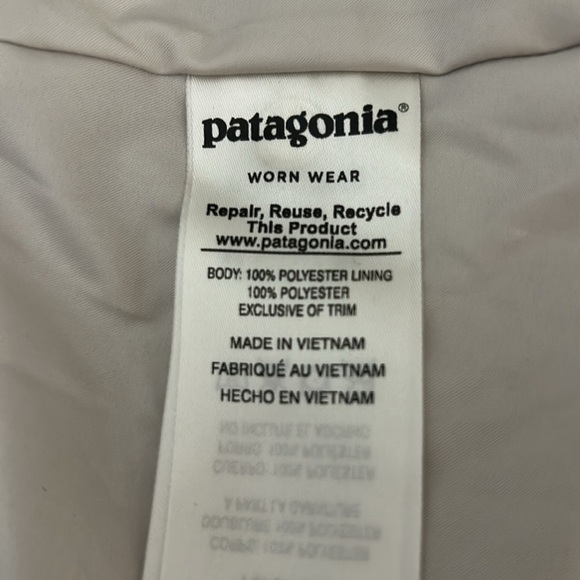 patagonia®
WORN WEAR
Repair, Reuse, Recycle
This Product
www.patagonia.com
BODY: 100% POLYESTER LINING
100% POLYESTER
EXCLUSIVE OF TRIM
MADE IN VIETNAM
FABRIQUÉ AU VIETNAM
HECHO EN VIETNAM